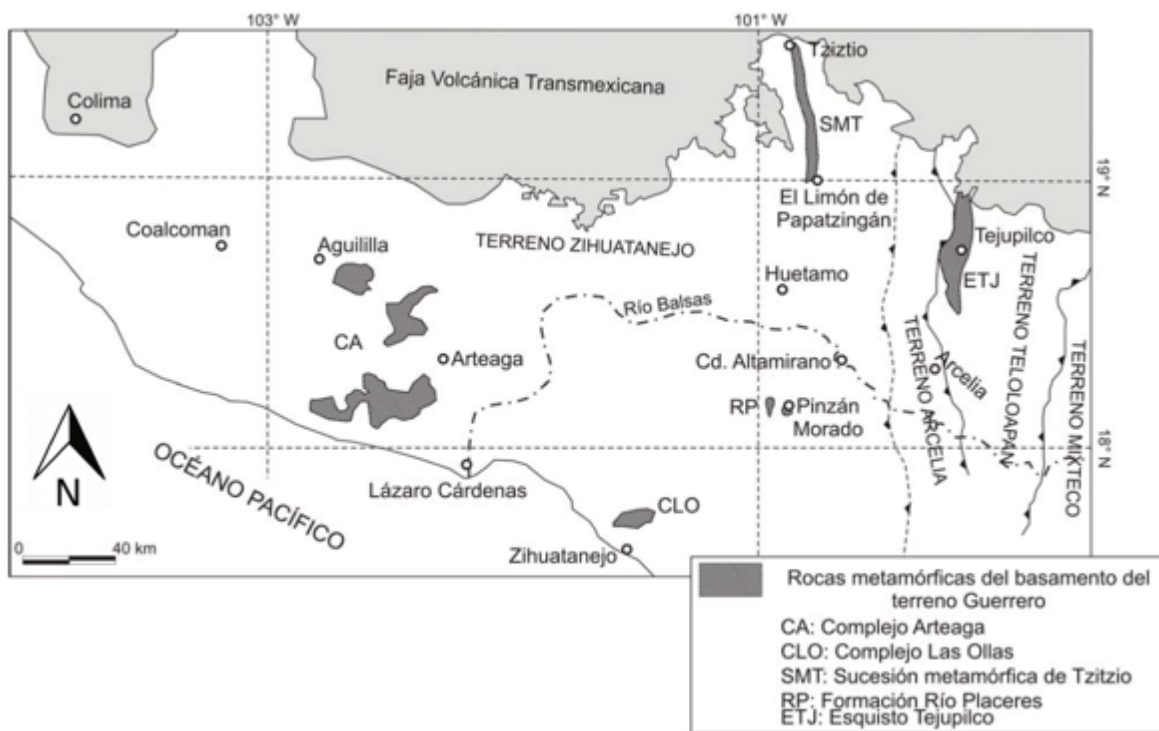 103° W
101° W
Tziztio
Faja Volcánica Transmexicana
Colima
SMT
19° N
El Limón de
Papatzingán
Coalcoman
Aguililla
TERRENO ZIHUATANEJO
Tejupilco
Huetamo
ETJ
Río Balsas
CA
Arteaga
Cd. Altamirano
TERRENO ARCELIA
Arcelia
TERRENO TELOLOAPAN
TERRENO MIXTECO
RP
Pinzán
Morado
18° N
OCÉANO PACÍFICO
N
Lázaro Cárdenas
CLO
0 40 km
Zihuatanejo
Rocas metamórficas del basamento del
terreno Guerrero
CA: Complejo Arteaga
CLO: Complejo Las Ollas
SMT: Sucesión metamórfica de Tzitzio
RP: Formación Río Placeres
ETJ: Esquisto Tejupilco